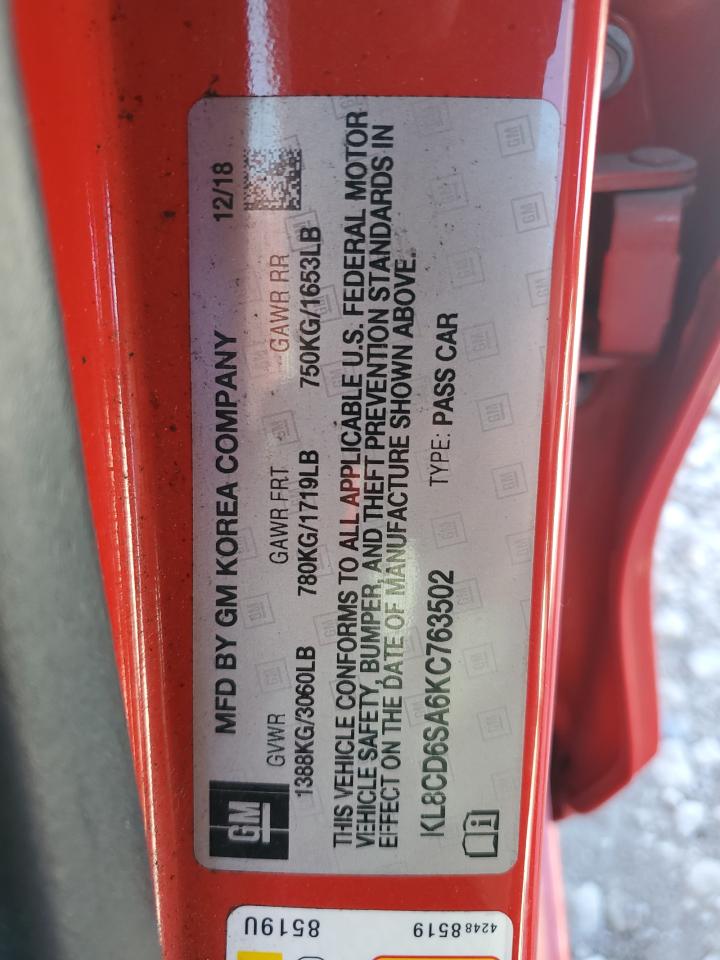 GM
MFD BY GM KOREA COMPANY 12/18
GVWR GAWR FRT GAWR RR
1388KG/3060LB 780KG/1719LB 750KG/1653LB
THIS VEHICLE CONFORMS TO ALL APPLICABLE U.S. FEDERAL MOTOR
VEHICLE SAFETY, BUMPER, AND THEFT PREVENTION STANDARDS IN
EFFECT ON THE DATE OF MANUFACTURE SHOWN ABOVE.
KL8CD6SA6KC763502 TYPE: PASS CAR
4248 8519
8519U